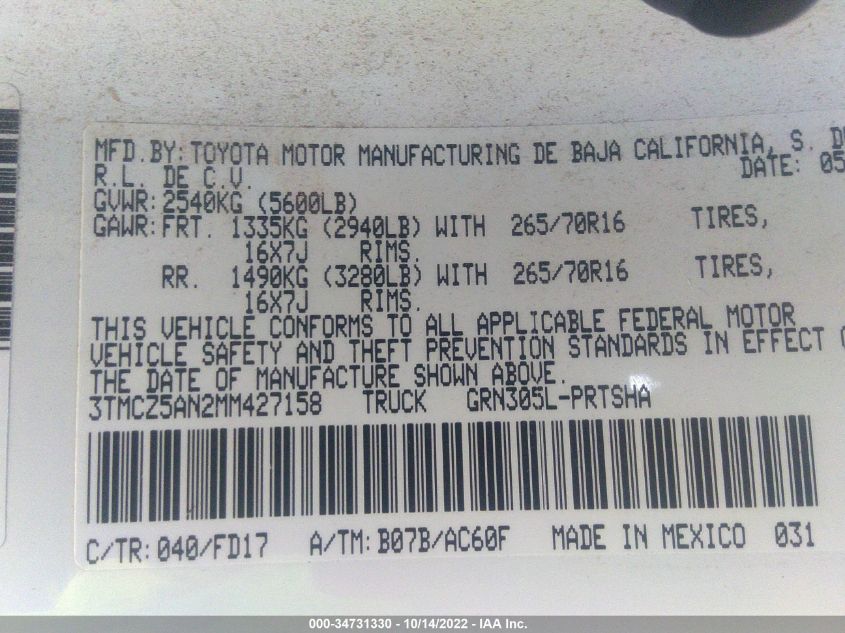 MFD.BY:TOYOTA MOTOR MANUFACTURING DE BAJA CALIFORNIA, S.
R.L. DE C.V. DATE: 05
GVWR:2540KG (5600LB)
GAWR:FRT. 1335KG (2940LB) WITH 265/70R16 TIRES,
16X7J RIMS.
RR. 1490KG (3280LB) WITH 265/70R16 TIRES,
16X7J RIMS.
THIS VEHICLE CONFORMS TO ALL APPLICABLE FEDERAL MOTOR
VEHICLE SAFETY AND THEFT PREVENTION STANDARDS IN EFFECT
THE DATE OF MANUFACTURE SHOWN ABOVE.
3TMCZ5AN2MM427158 TRUCK GRN305L-PRTSHA
C/TR:040/FD17 A/TM:B07B/AC60F MADE IN MEXICO 031
000-34731330 - 10/14/2022 - IAA Inc.